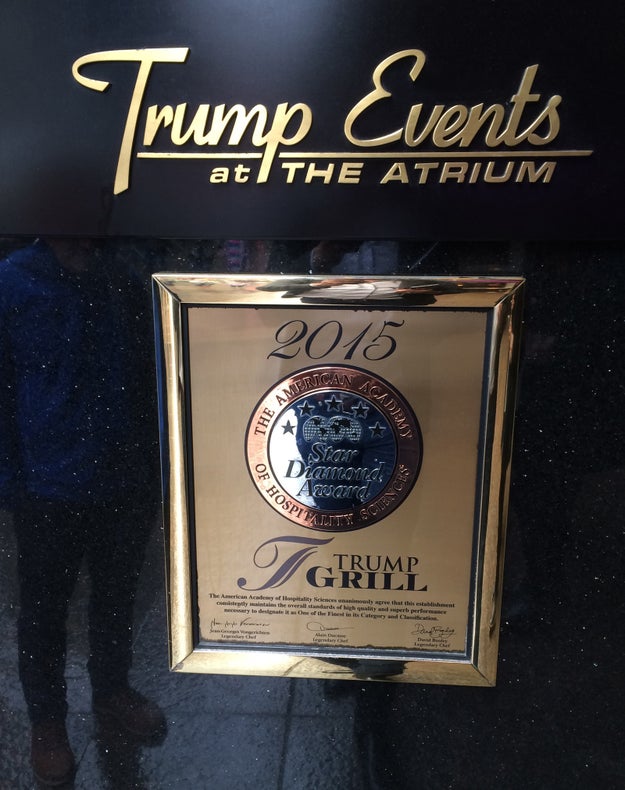 Trump Events
at THE ATRIUM
2015
THE AMERICAN ACADEMY
OF HOSPITALITY SCIENCES
Star
Diamond
Award
T TRUMP
GRILL
The American Academy of Hospitality Sciences unanimously agree that this establishment
consistently maintains the overall standards of high quality and superb performance
necessary to designate it as One of the Finest in its Category and Classification.
Jean-Georges Vongerichten
Legendary Chef
Alain Ducasse
Legendary Chef
David Bouley
Legendary Chef